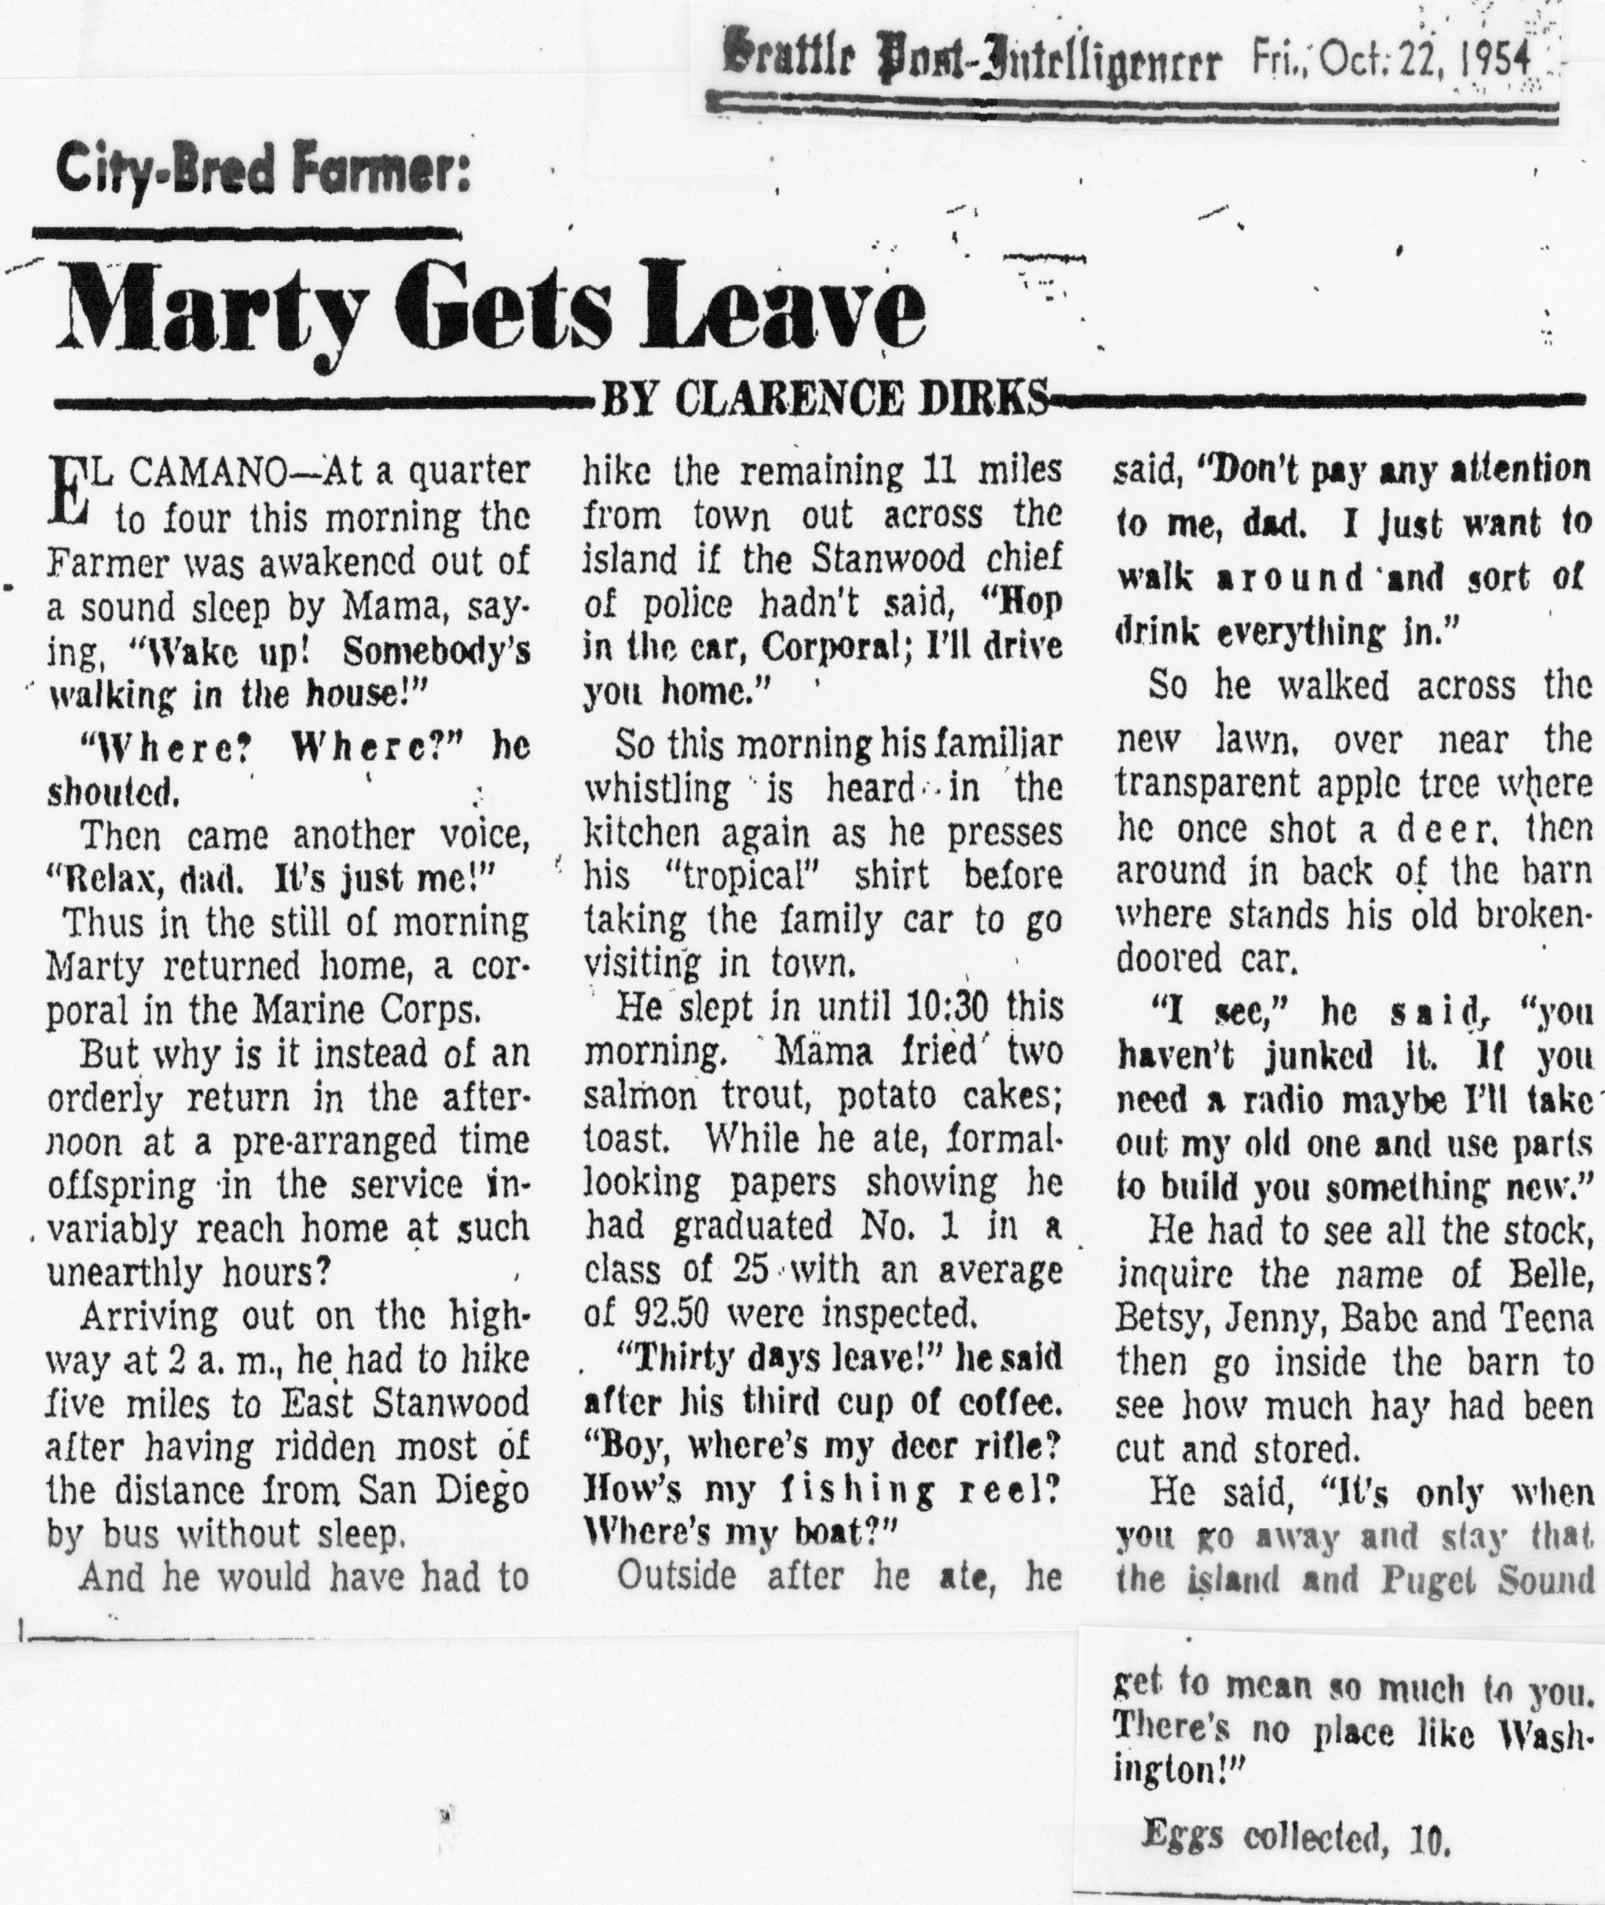 Seattle Post-Intelligencer Fri., Oct. 22, 1954
City-Bred Farmer:
Marty Gets Leave
BY CLARENCE DIRKS
EL CAMANO—At a quarter
to four this morning the
Farmer was awakened out of
a sound sleep by Mama, say-
ing, "Wake up! Somebody's
walking in the house!"
"Where? Where?" he
shouted.
Then came another voice,
"Relax, dad. It's just me!"
Thus in the still of morning
Marty returned home, a cor-
poral in the Marine Corps.
But why is it instead of an
orderly return in the after-
noon at a pre-arranged time
offspring in the service in-
variably reach home at such
unearthly hours?
Arriving out on the high-
way at 2 a. m., he had to hike
five miles to East Stanwood
after having ridden most of
the distance from San Diego
by bus without sleep.
And he would have had to
hike the remaining 11 miles
from town out across the
island if the Stanwood chief
of police hadn't said, "Hop
in the car, Corporal; I'll drive
you home."
So this morning his familiar
whistling is heard in the
kitchen again as he presses
his "tropical" shirt before
taking the family car to go
visiting in town.
He slept in until 10:30 this
morning. Mama fried two
salmon trout, potato cakes;
toast. While he ate, formal-
looking papers showing he
had graduated No. 1 in a
class of 25 with an average
of 92.50 were inspected.
"Thirty days leave!" he said
after his third cup of coffee.
"Boy, where's my deer rifle?
How's my fishing reel?
Where's my boat?"
Outside after he ate, he
said, "Don't pay any attention
to me, dad. I just want to
walk around and sort of
drink everything in."
So he walked across the
new lawn, over near the
transparent apple tree where
he once shot a deer, then
around in back of the barn
where stands his old broken-
doored car.
"I see," he said, "you
haven't junked it. If you
need a radio maybe I'll take
out my old one and use parts
to build you something new."
He had to see all the stock,
inquire the name of Belle,
Betsy, Jenny, Babe and Teena
then go inside the barn to
see how much hay had been
cut and stored.
He said, "It's only when
you go away and stay that
the island and Puget Sound
get to mean so much to you.
There's no place like Wash-
ington!"
Eggs collected, 10.